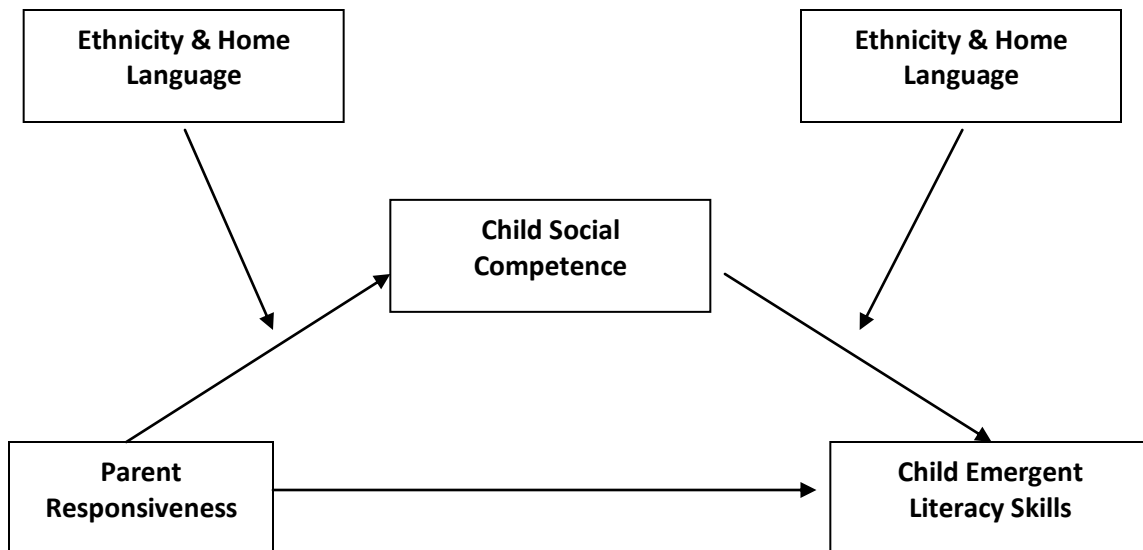 Ethnicity & Home
Language
Ethnicity & Home
Language
Child Social
Competence
Parent
Responsiveness
Child Emergent
Literacy Skills